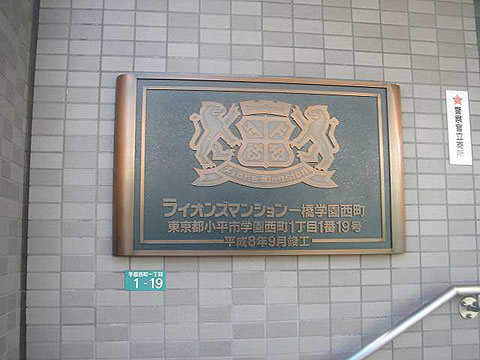 LIONS MANSION
ライオンズマンション一橋学園西町
東京都小平市学園西町1丁目1番19号
平成8年9月竣工
学園西町一丁目
1-19
警察官立寄所